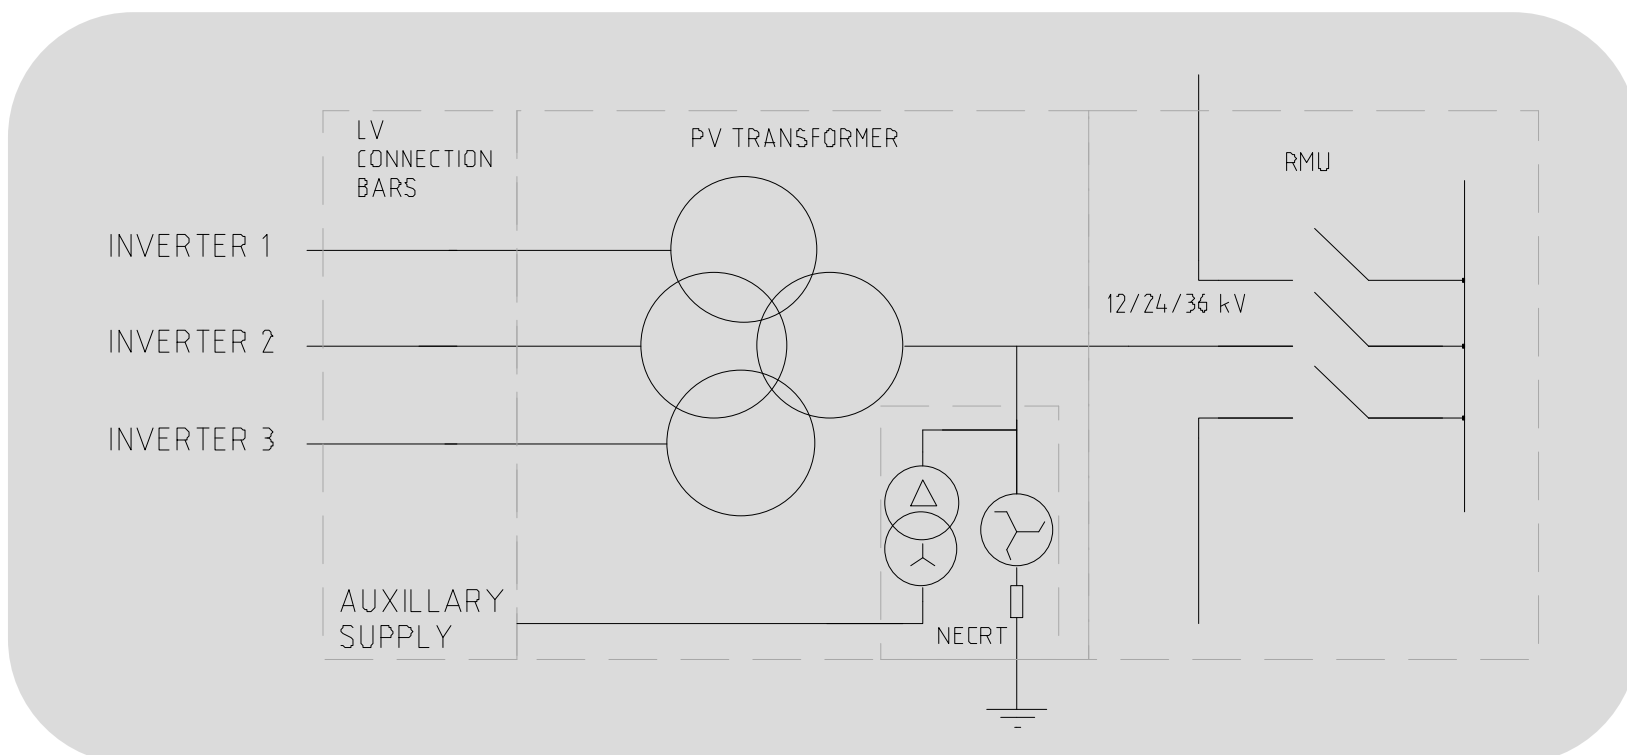 LV
CONNECTION
BARS
PV TRANSFORMER
RMU
INVERTER 1
12/24/36 kV
INVERTER 2
INVERTER 3
AUXILLARY
SUPPLY
NECRT